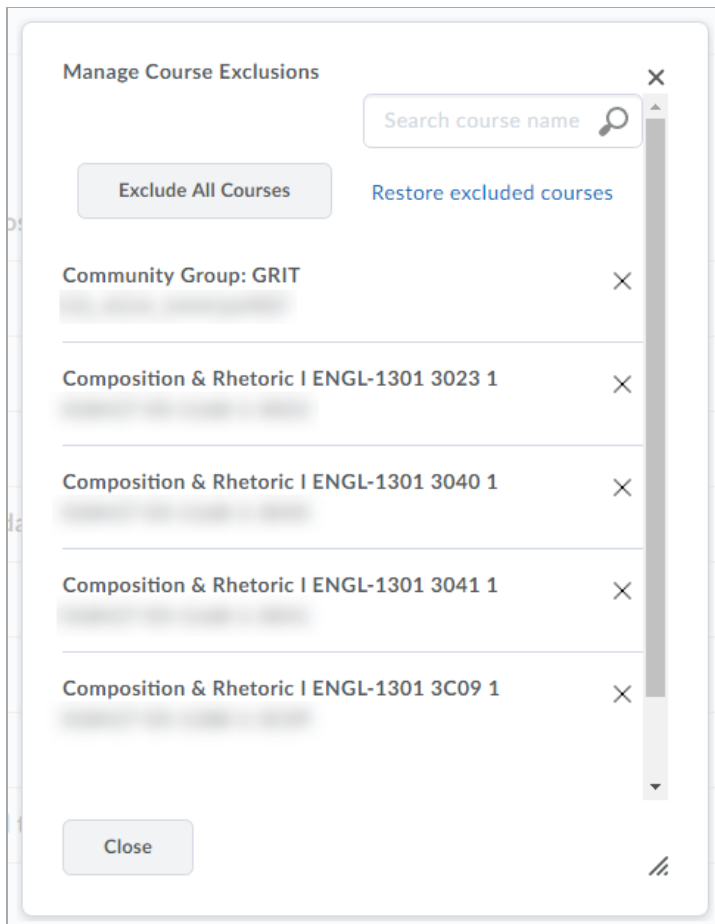 Manage Course Exclusions
Search course name
Exclude All Courses
Restore excluded courses
Community Group: GRIT
Composition & Rhetoric I ENGL-1301 3023 1
Composition & Rhetoric I ENGL-1301 3040 1
Composition & Rhetoric I ENGL-1301 3041 1
Composition & Rhetoric I ENGL-1301 3C09 1
Close